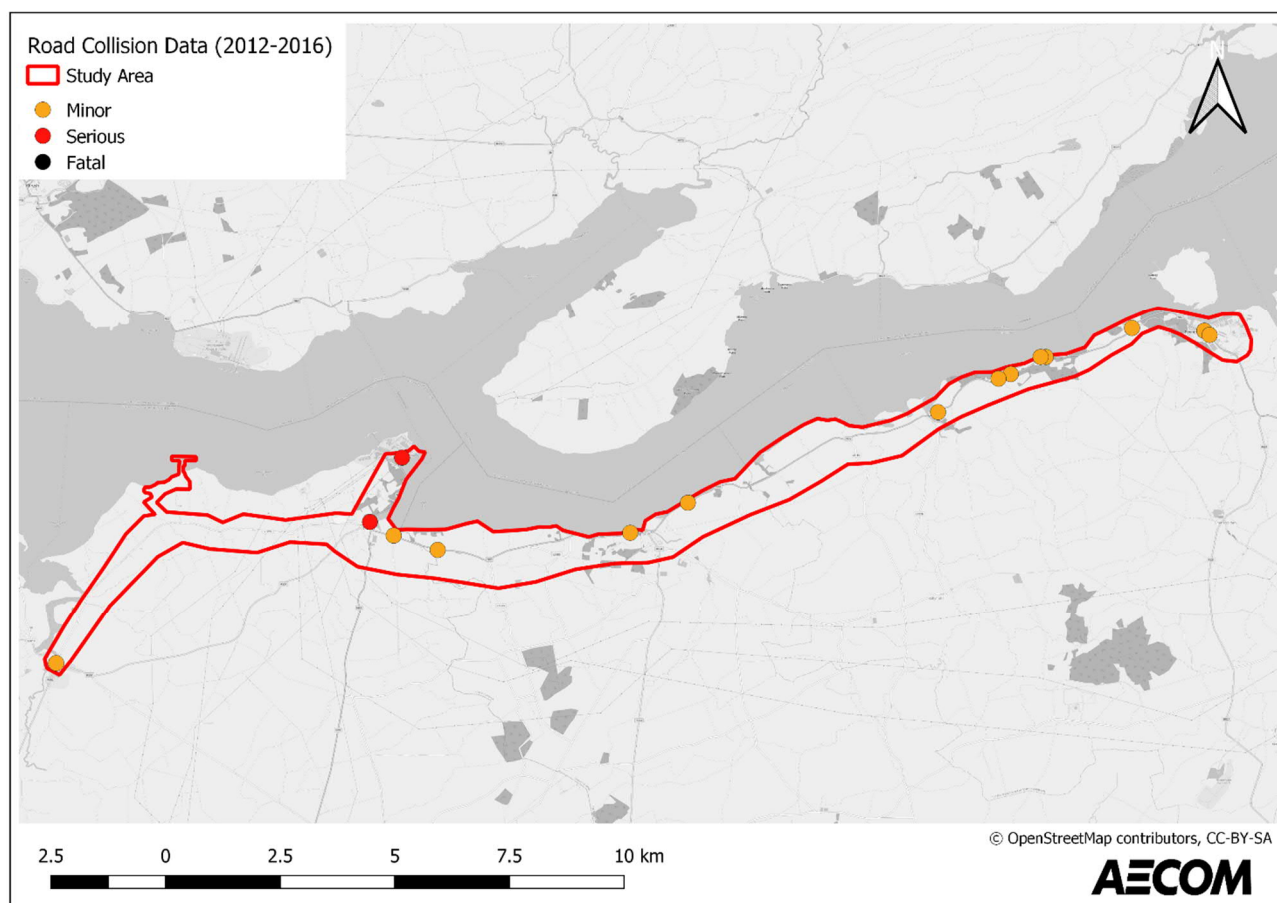 Road Collision Data (2012-2016)
Study Area
Minor
Serious
Fatal
N
© OpenStreetMap contributors, CC-BY-SA
2.5 0 2.5 5 7.5 10 km
AECOM